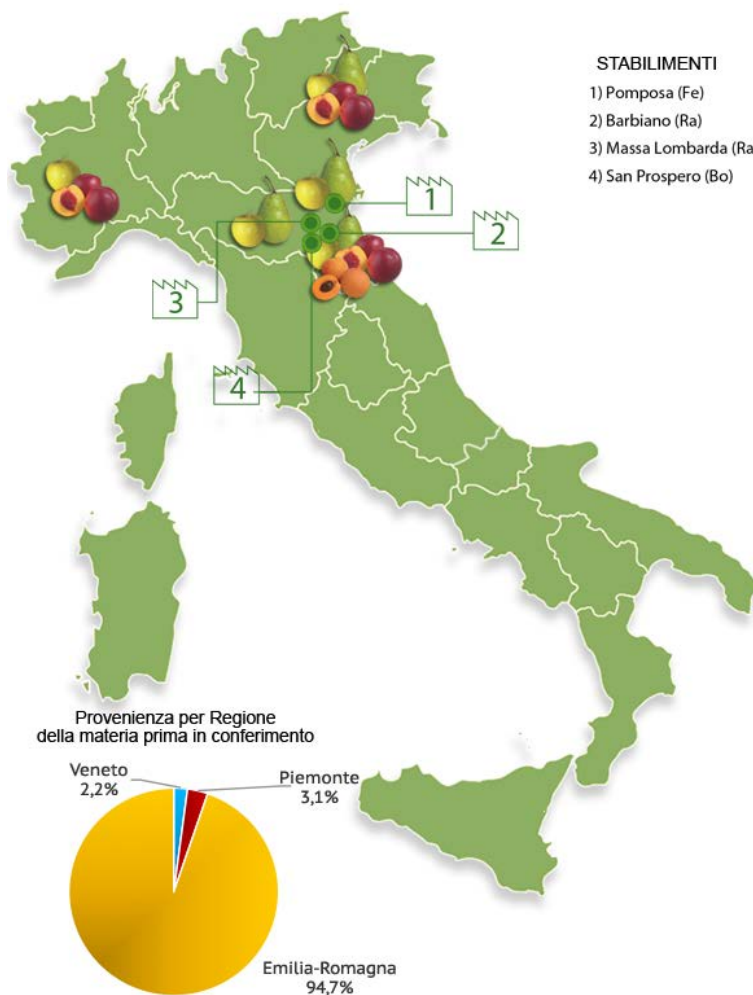 STABILIMENTI
1) Pomposa (Fe)
2) Barbiano (Ra)
3) Massa Lombarda (Ra
4) San Prospero (Bo)
1
2
3
4
Provenienza per Regione
della materia prima in conferimento
Veneto
2,2%
Piemonte
3,1%
Emilia-Romagna
94,7%